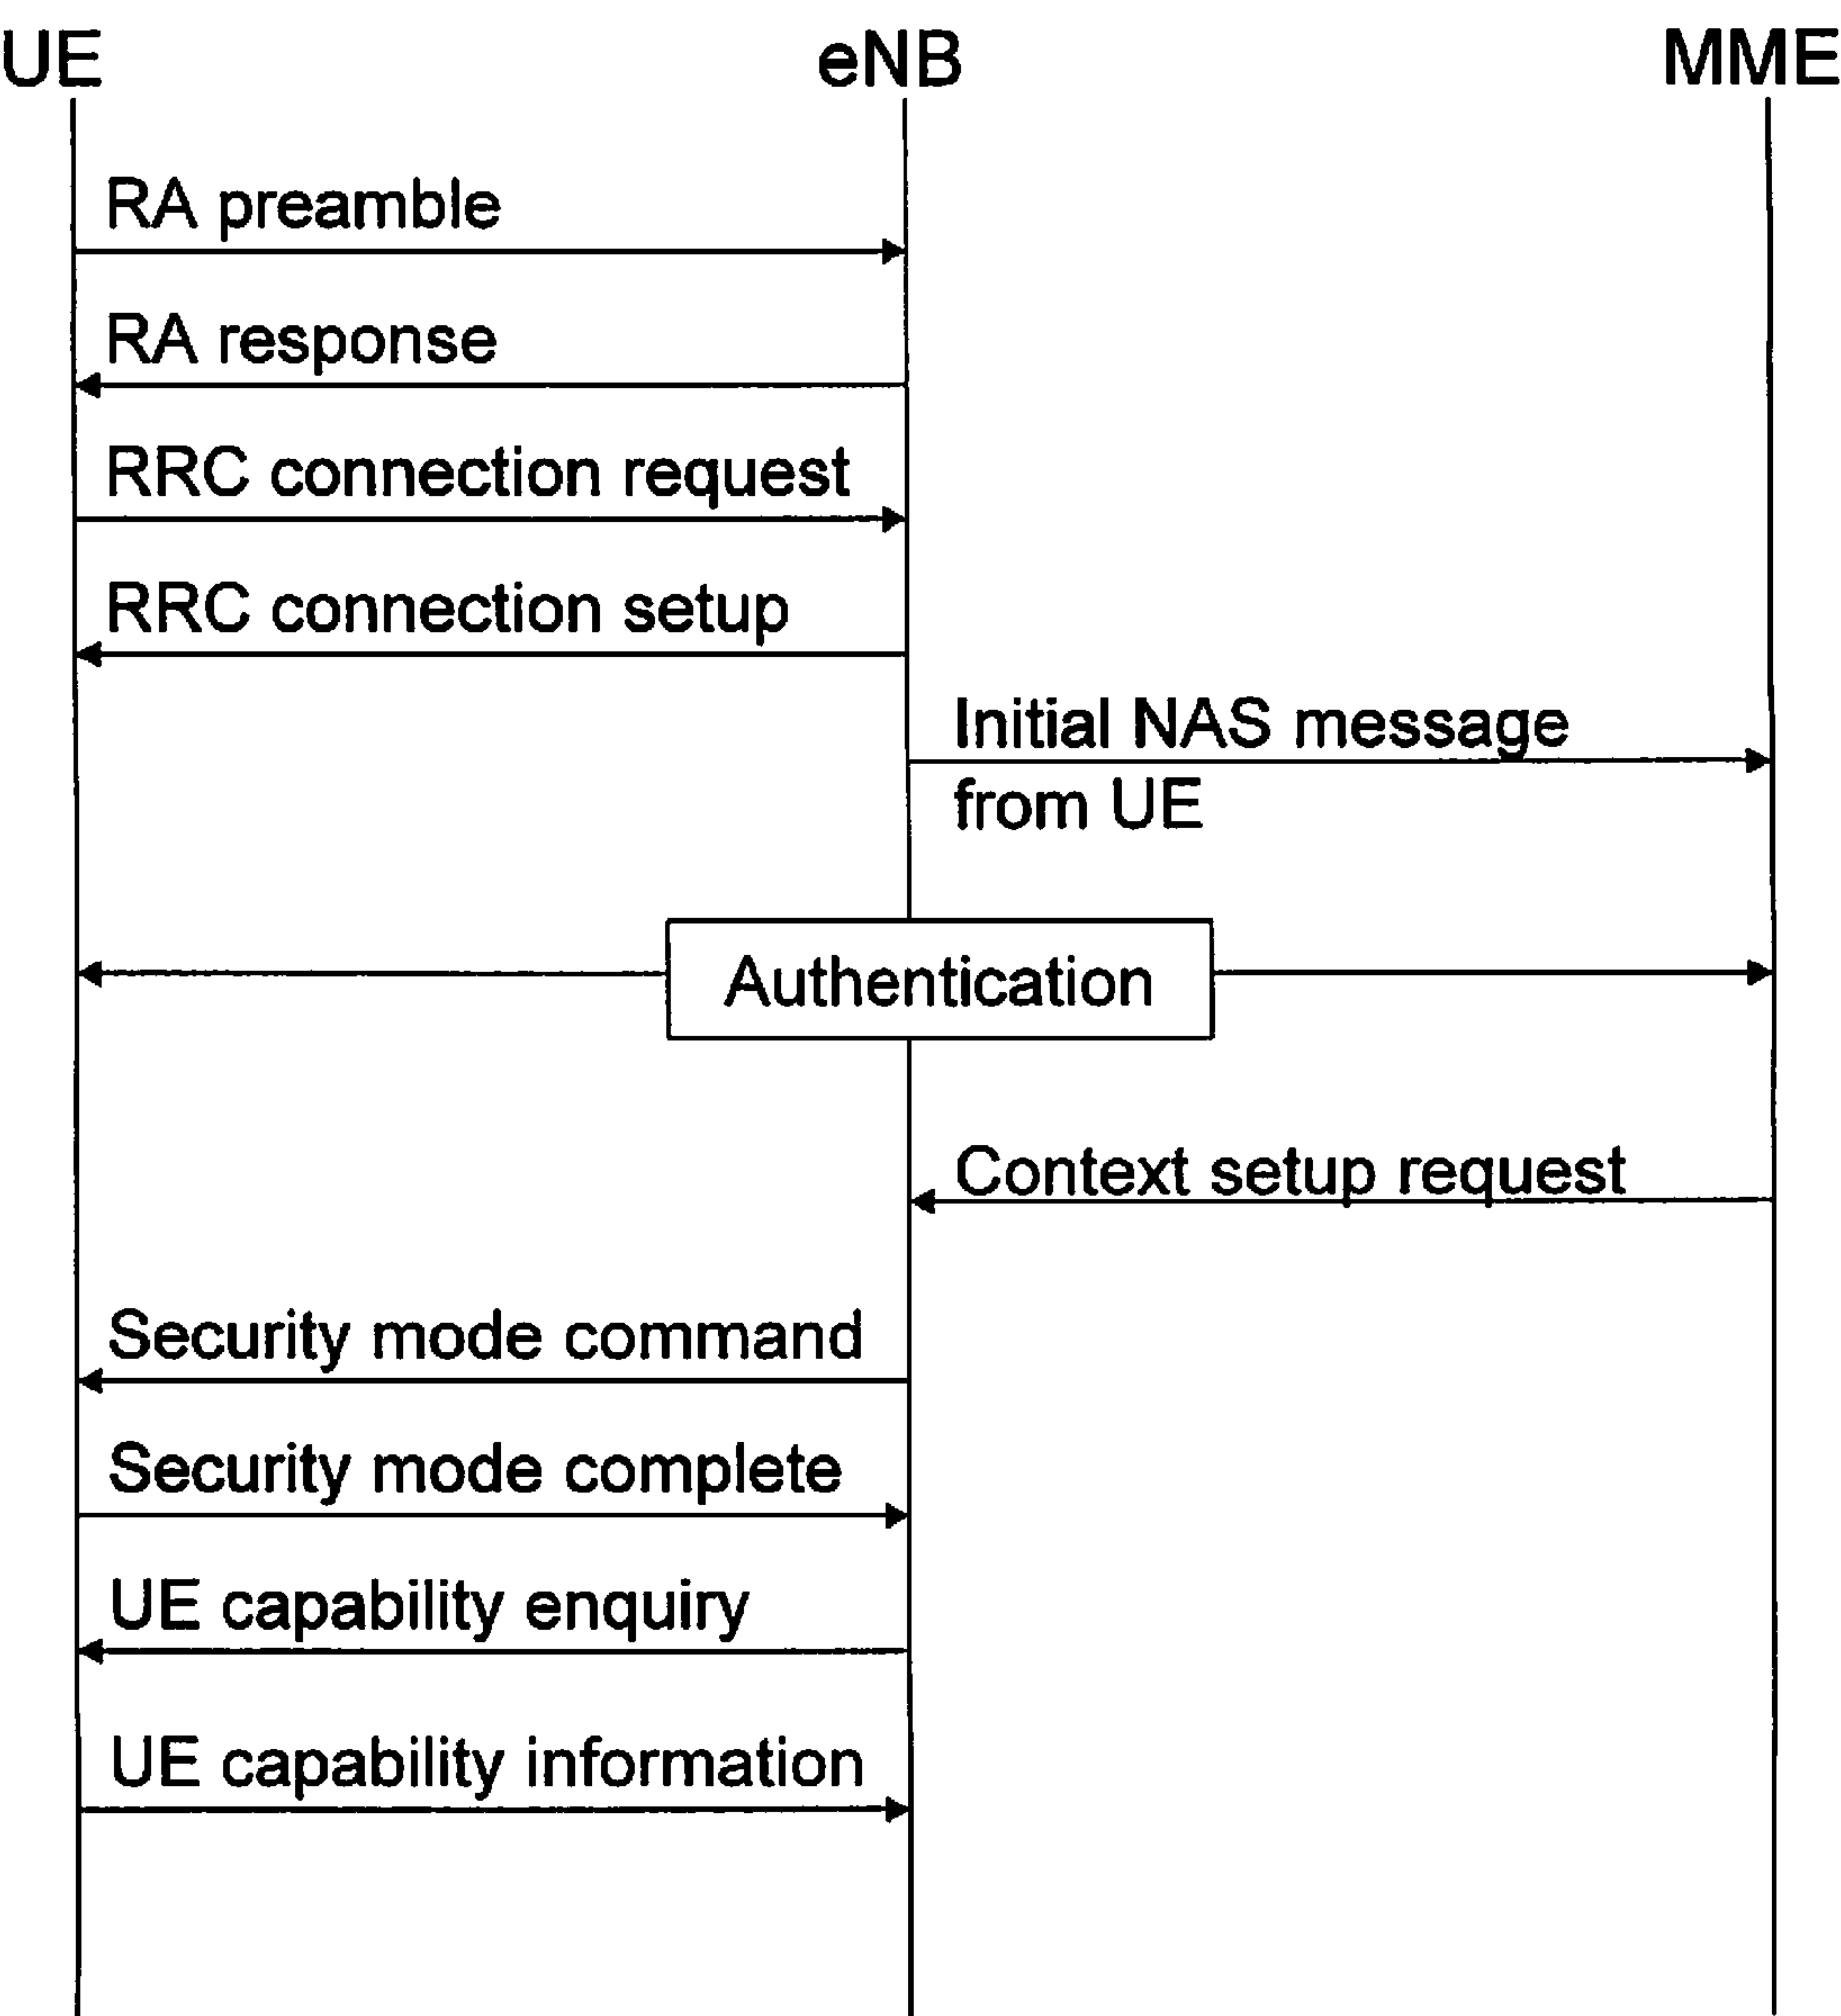 UE eNB MME
RA preamble
RA response
RRC connection request
RRC connection setup
Initial NAS message
from UE
Authentication
Context setup request
Security mode command
Security mode complete
UE capability enquiry
UE capability information